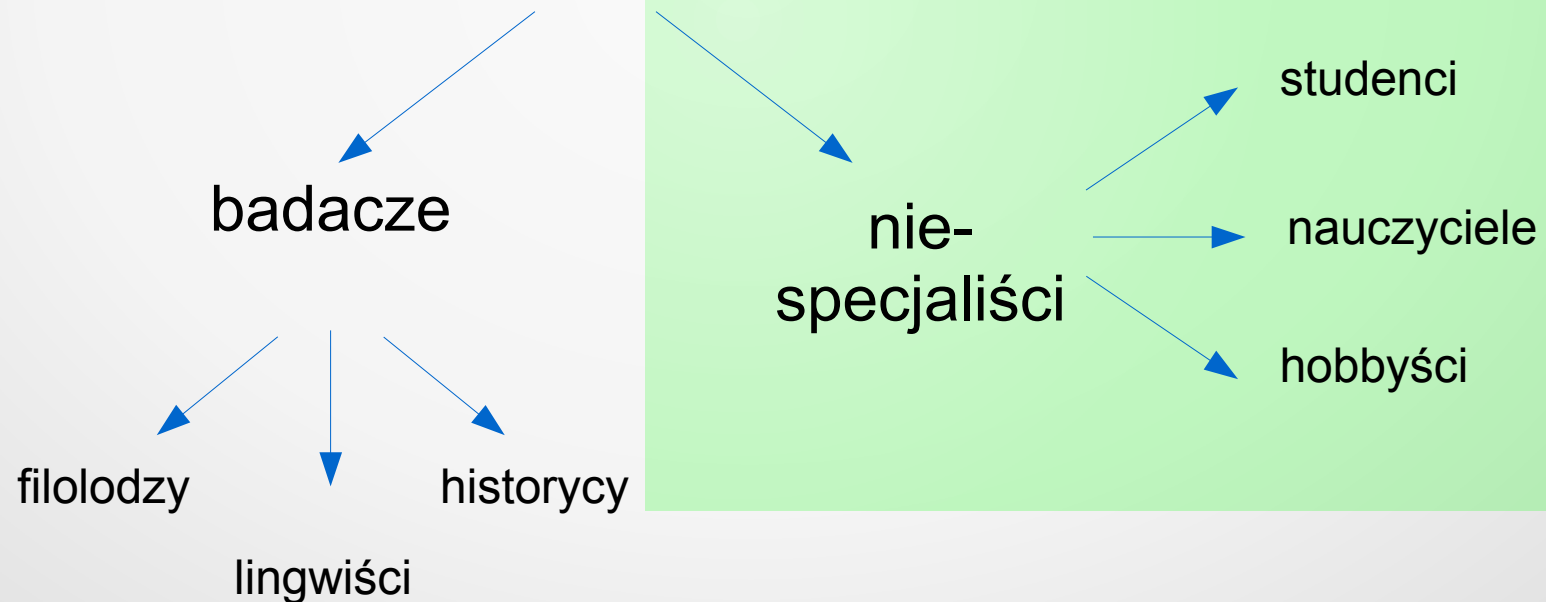 badacze
filolodzy
lingwiści
historycy
nie-
specjaliści
studenci
nauczyciele
hobbyści